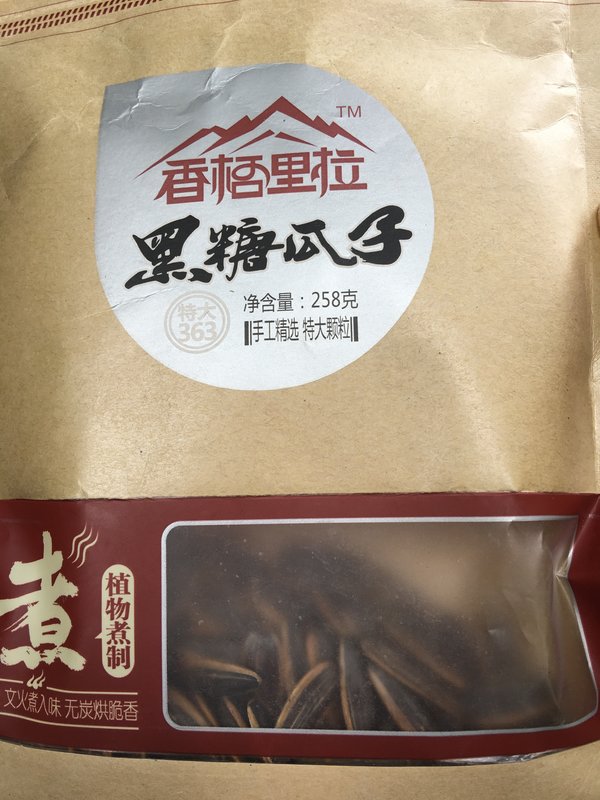 TM
香栝里拉
黑糖瓜子
特大
363
净含量：258克
手工精选 特大颗粒
煮
植物煮制
文火煮入味 无炭烘脆香